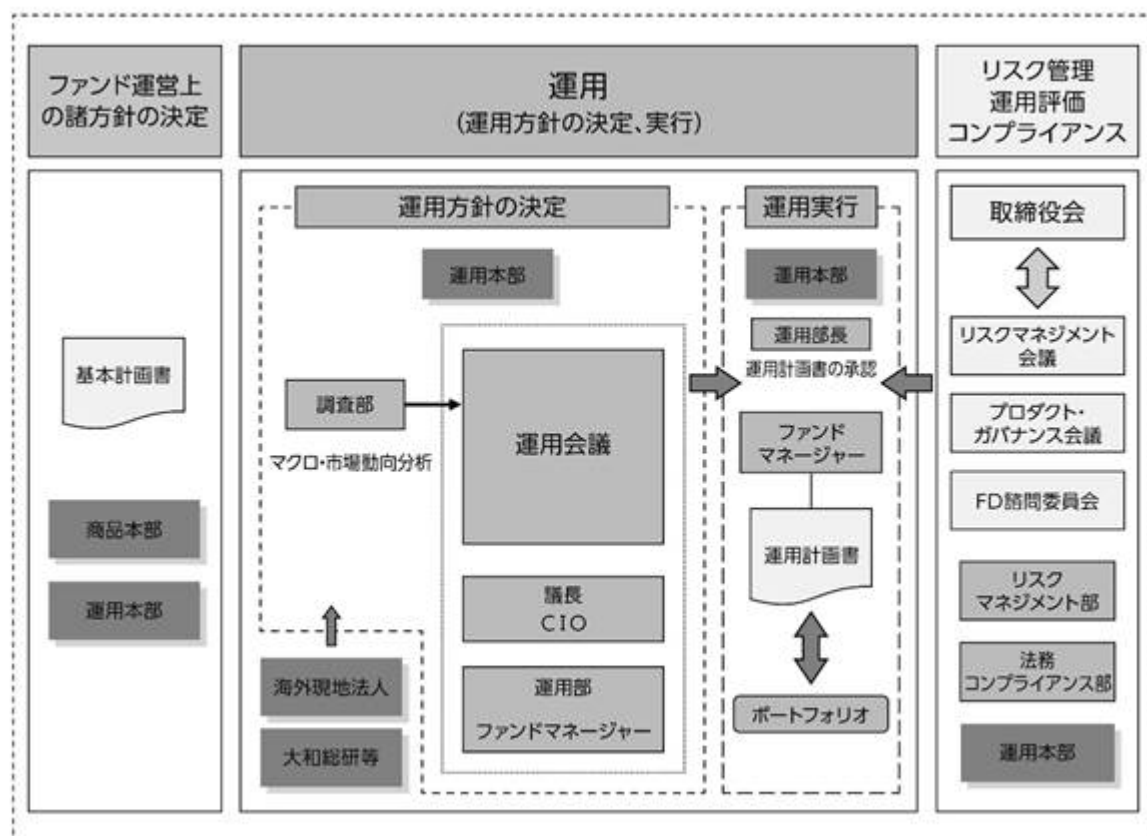 ファンド運営上
の諸方針の決定
運用
(運用方針の決定、実行)
リスク管理
運用評価
コンプライアンス
基本計画書
商品本部
運用本部
運用方針の決定
運用本部
調査部
マクロ・市場動向分析
運用会議
議長
CIO
運用部
ファンドマネージャー
海外現地法人
大和総研等
運用実行
運用本部
運用部長
運用計画書の承認
ファンド
マネージャー
運用計画書
ポートフォリオ
取締役会
リスクマネジメント
会議
プロダクト・
ガバナンス会議
FD諮問委員会
リスク
マネジメント部
法務
コンプライアンス部
運用本部